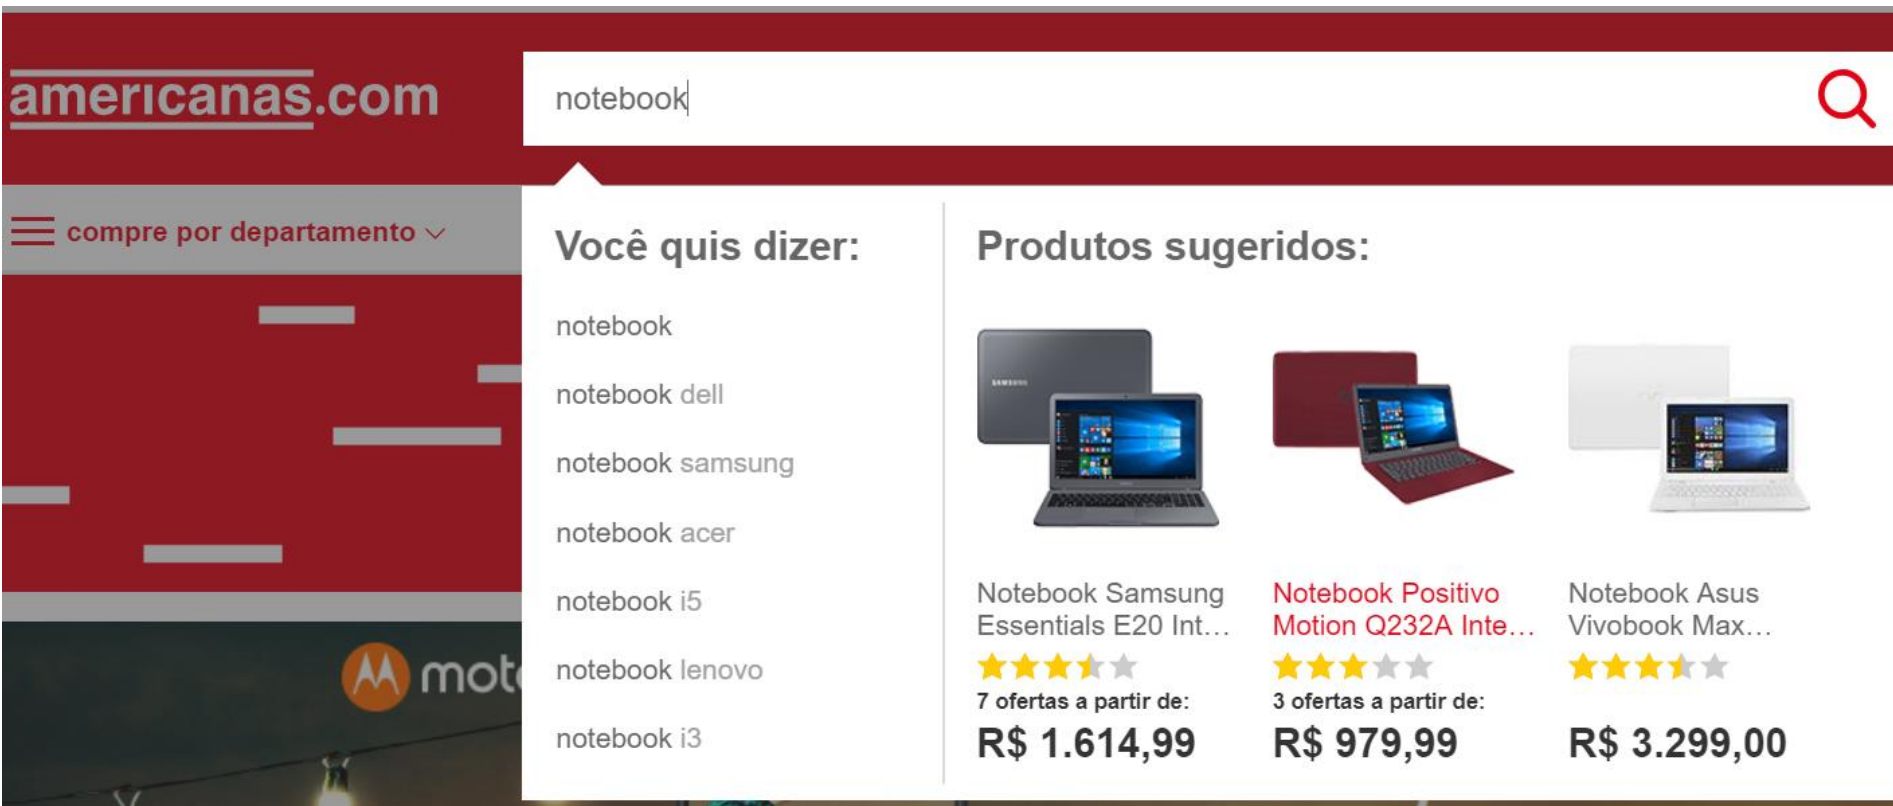 americanas.com
notebook
compre por departamento
Você quis dizer:
notebook
notebook dell
notebook samsung
notebook acer
notebook i5
notebook lenovo
notebook i3
Produtos sugeridos:
SAMSUNG
Notebook Samsung
Essentials E20 Int...
7 ofertas a partir de:
R$ 1.614,99
Notebook Positivo
Motion Q232A Inte...
3 ofertas a partir de:
R$ 979,99
Notebook Asus
Vivobook Max...
R$ 3.299,00
moto